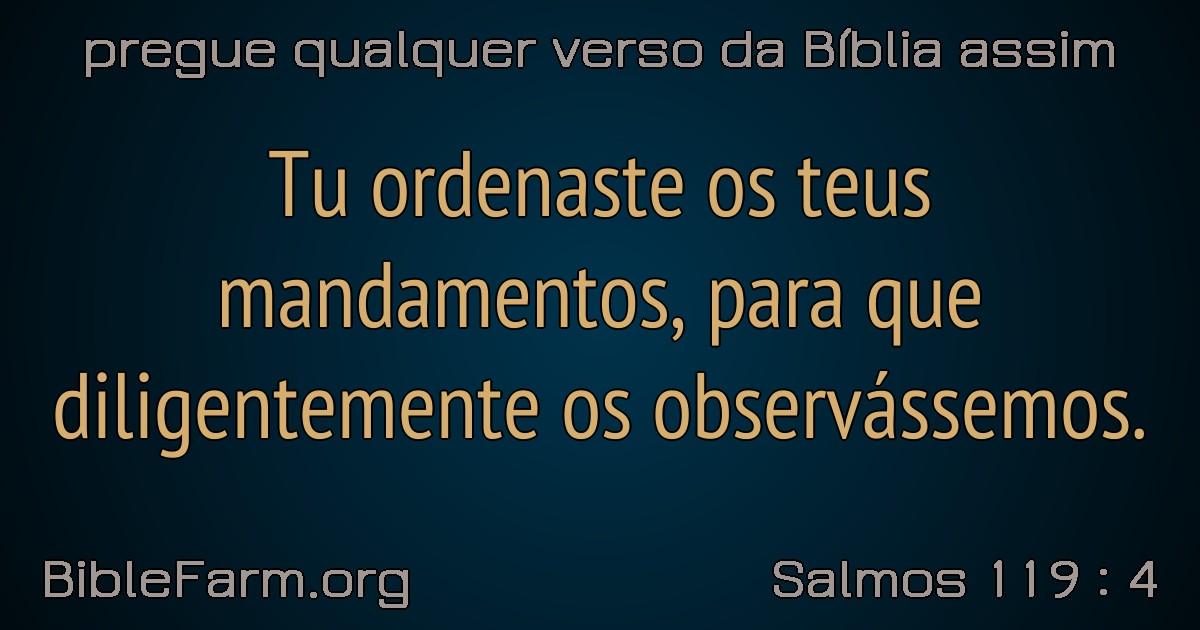 pregue qualquer verso da Bíblia assim
Tu ordenaste os teus
mandamentos, para que
diligentemente os observássemos.
BibleFarm.org
Salmos 119 : 4